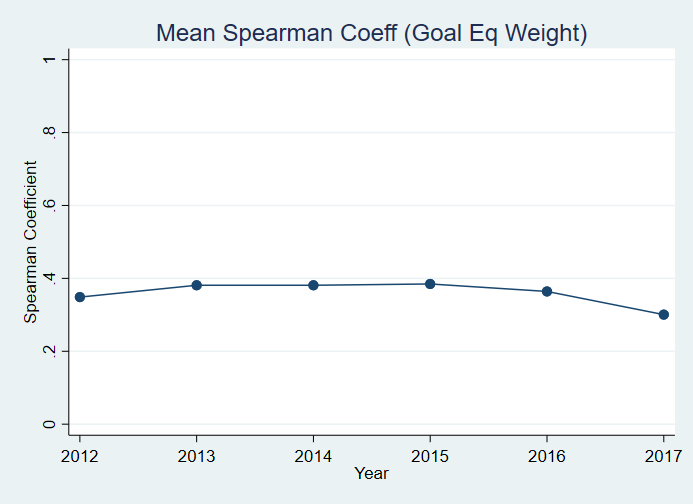 Mean Spearman Coeff (Goal Eq Weight)
Spearman Coefficient
1
.8
.6
.4
.2
0
2012 2013 2014 2015 2016 2017
Year